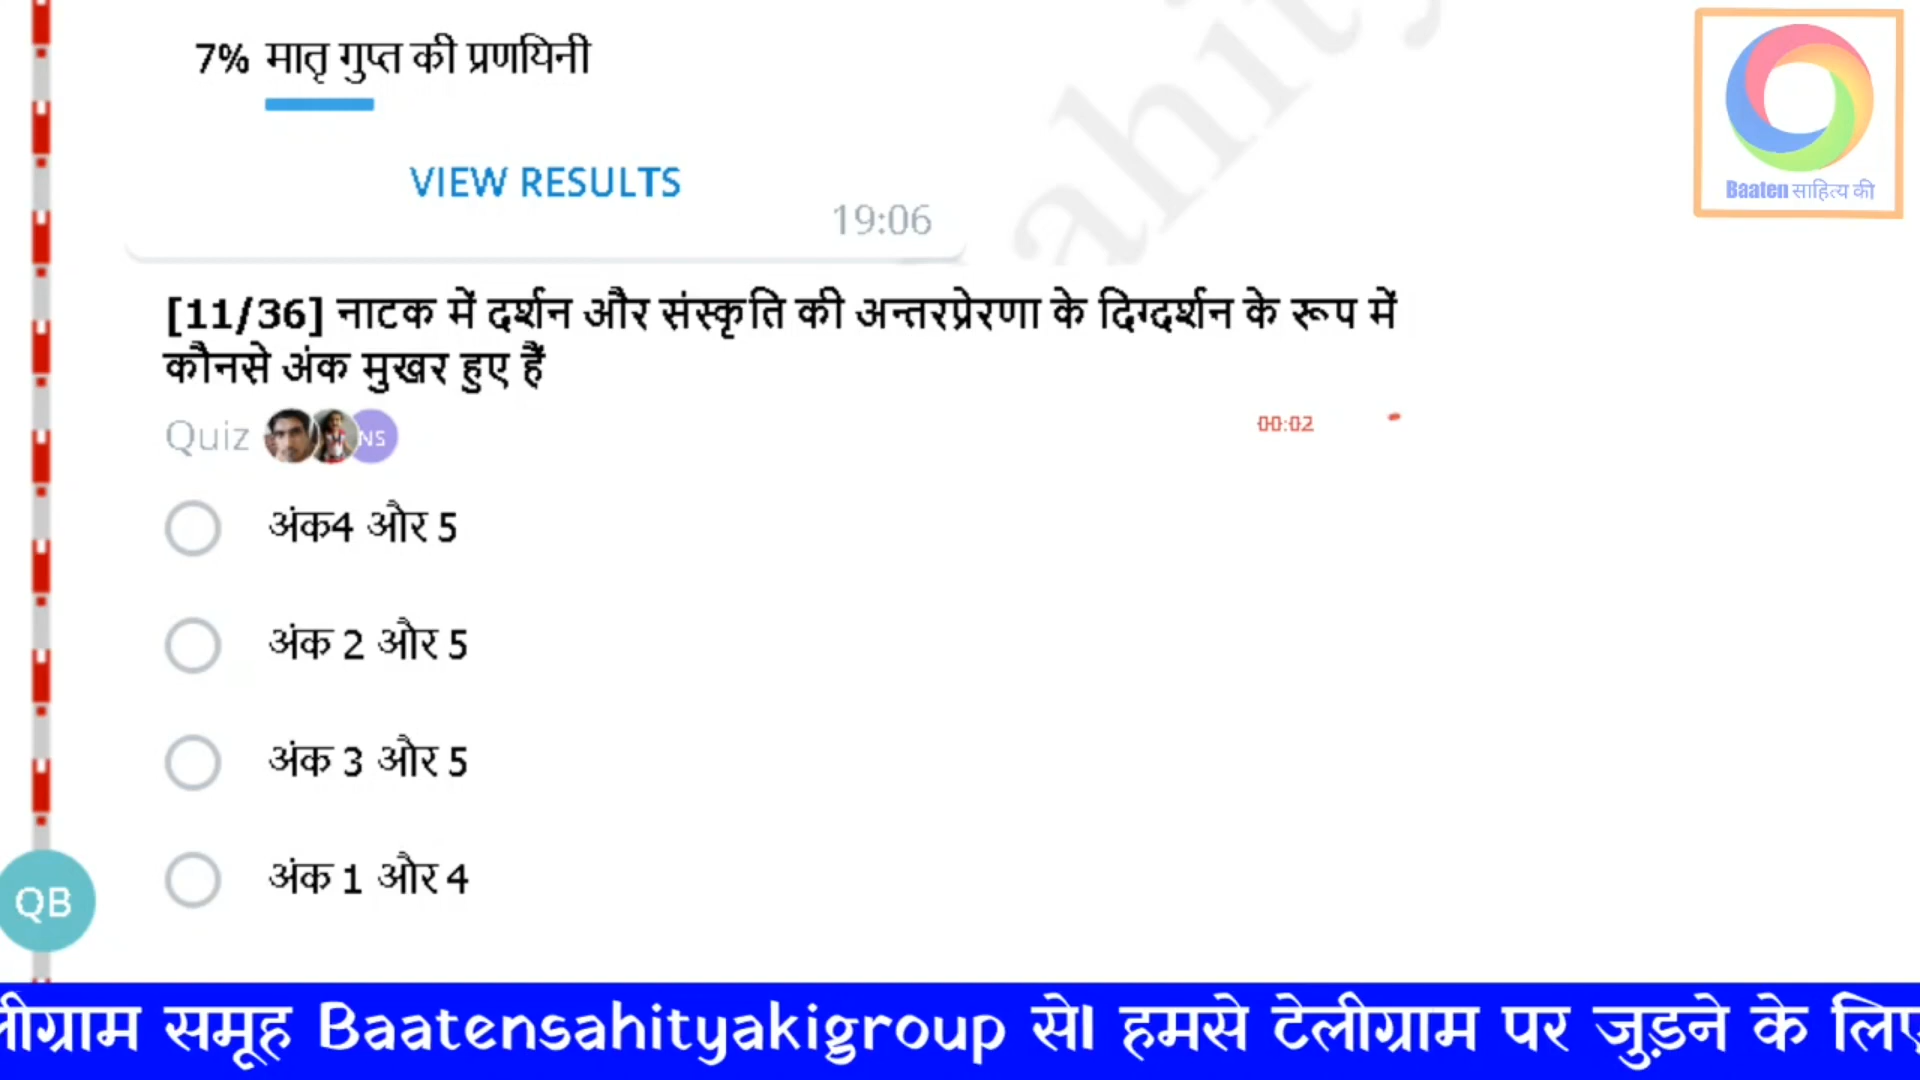 7% मातृ गुप्त की प्रणयिनी
VIEW RESULTS
19:06
Baaten साहित्य की
[11/36] नाटक में दर्शन और संस्कृति की अन्तरप्रेरणा के दिग्दर्शन के रूप में
कौनसे अंक मुखर हुए हैं
Quiz NS
00:02
अंक4 और 5
अंक 2 और 5
अंक 3 और 5
अंक 1 और 4
QB
समूह Baatensahityakigroup से। हमसे टेलीग्राम पर जुड़ने के